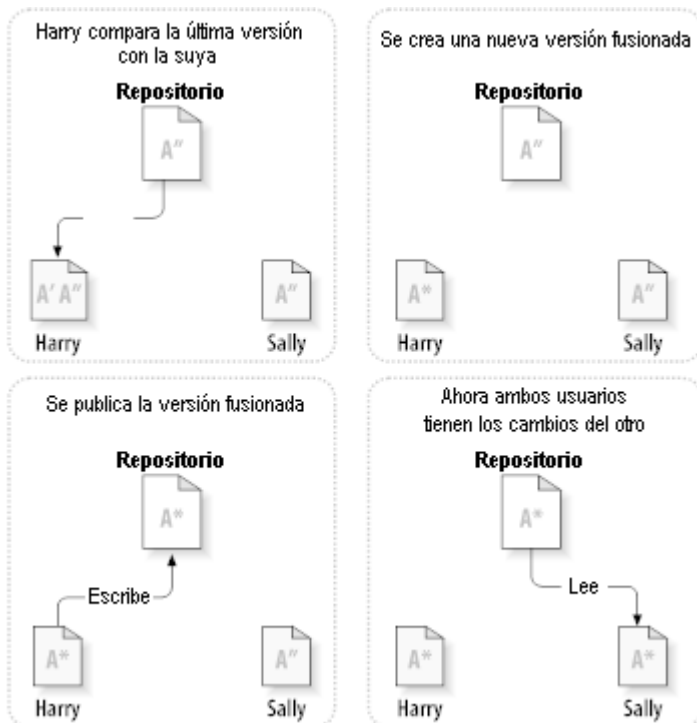 Harry compara la última versión
con la suya
Repositorio
A″
A′ A″
A″
Harry
Sally
Se crea una nueva versión fusionada
Repositorio
A″
A*
A″
Harry
Sally
Se publica la versión fusionada
Repositorio
A*
Escribe
A*
A″
Harry
Sally
Ahora ambos usuarios
tienen los cambios del otro
Repositorio
A*
Lee
A*
A*
Harry
Sally